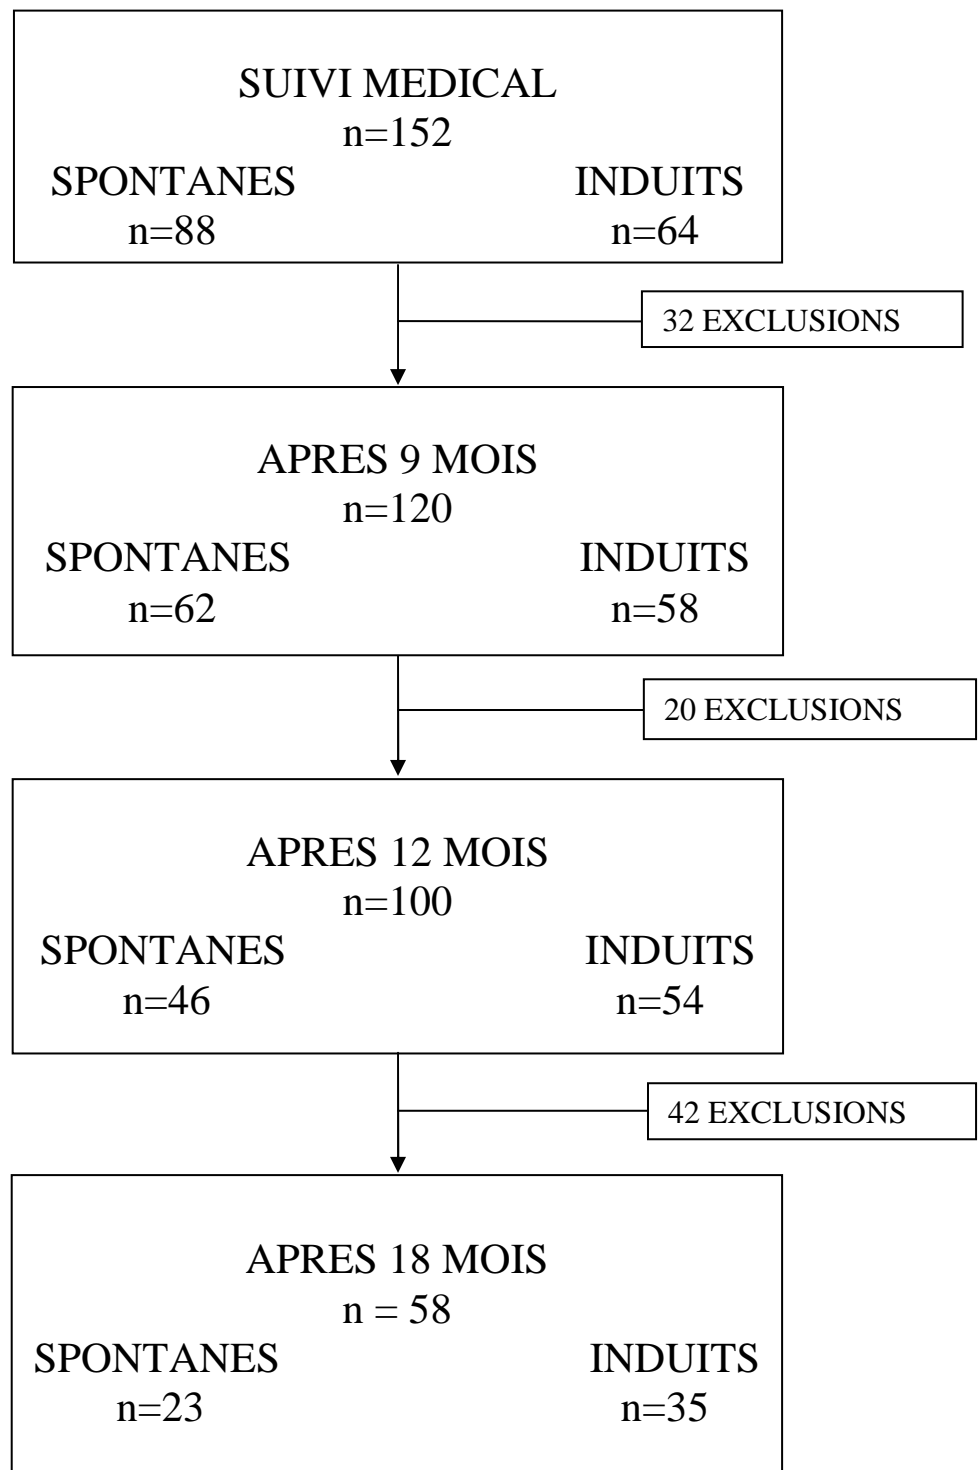 SUIVI MEDICAL
n=152
SPONTANES INDUITS
n=88 n=64
32 EXCLUSIONS
APRES 9 MOIS
n=120
SPONTANES INDUITS
n=62 n=58
20 EXCLUSIONS
APRES 12 MOIS
n=100
SPONTANES INDUITS
n=46 n=54
42 EXCLUSIONS
APRES 18 MOIS
n = 58
SPONTANES INDUITS
n=23 n=35